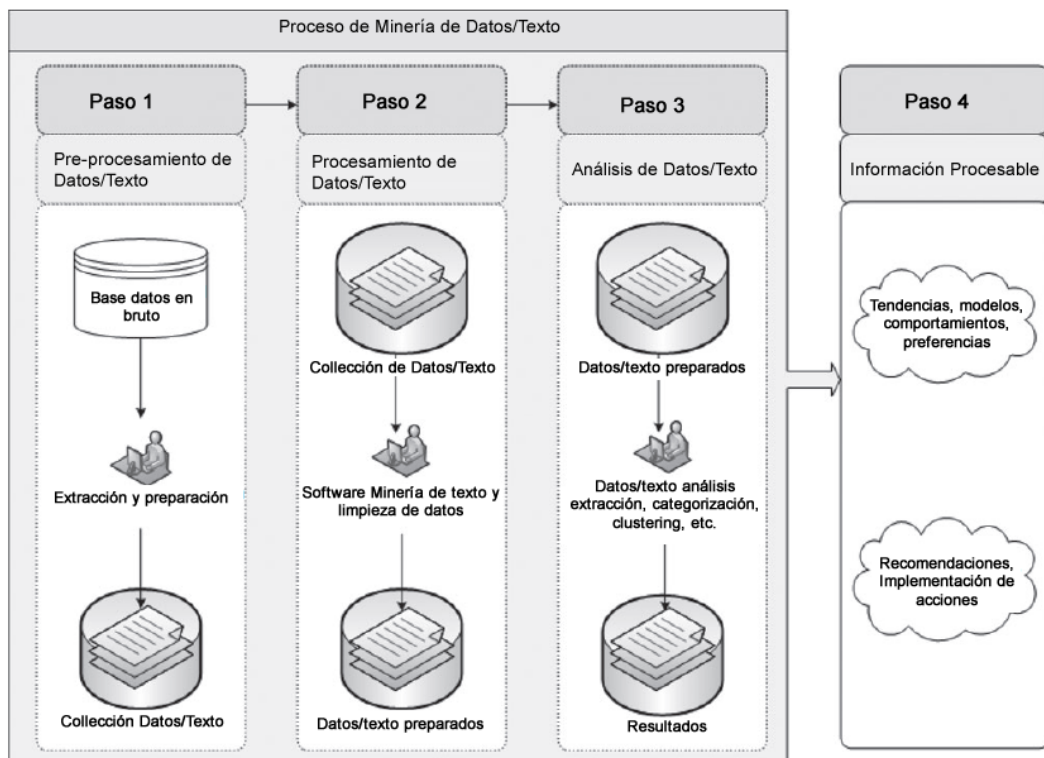 Proceso de Minería de Datos/Texto
Paso 1
Pre-procesamiento de
Datos/Texto
Base datos en
bruto
Extracción y preparación
Collección Datos/Texto
Paso 2
Procesamiento de
Datos/Texto
Collección de Datos/Texto
Software Minería de texto y
limpieza de datos
Datos/texto preparados
Paso 3
Análisis de Datos/Texto
Datos/texto preparados
Datos/texto análisis
extracción, categorización,
clustering, etc.
Resultados
Paso 4
Información Procesable
Tendencias, modelos,
comportamientos,
preferencias
Recomendaciones,
Implementación de
acciones